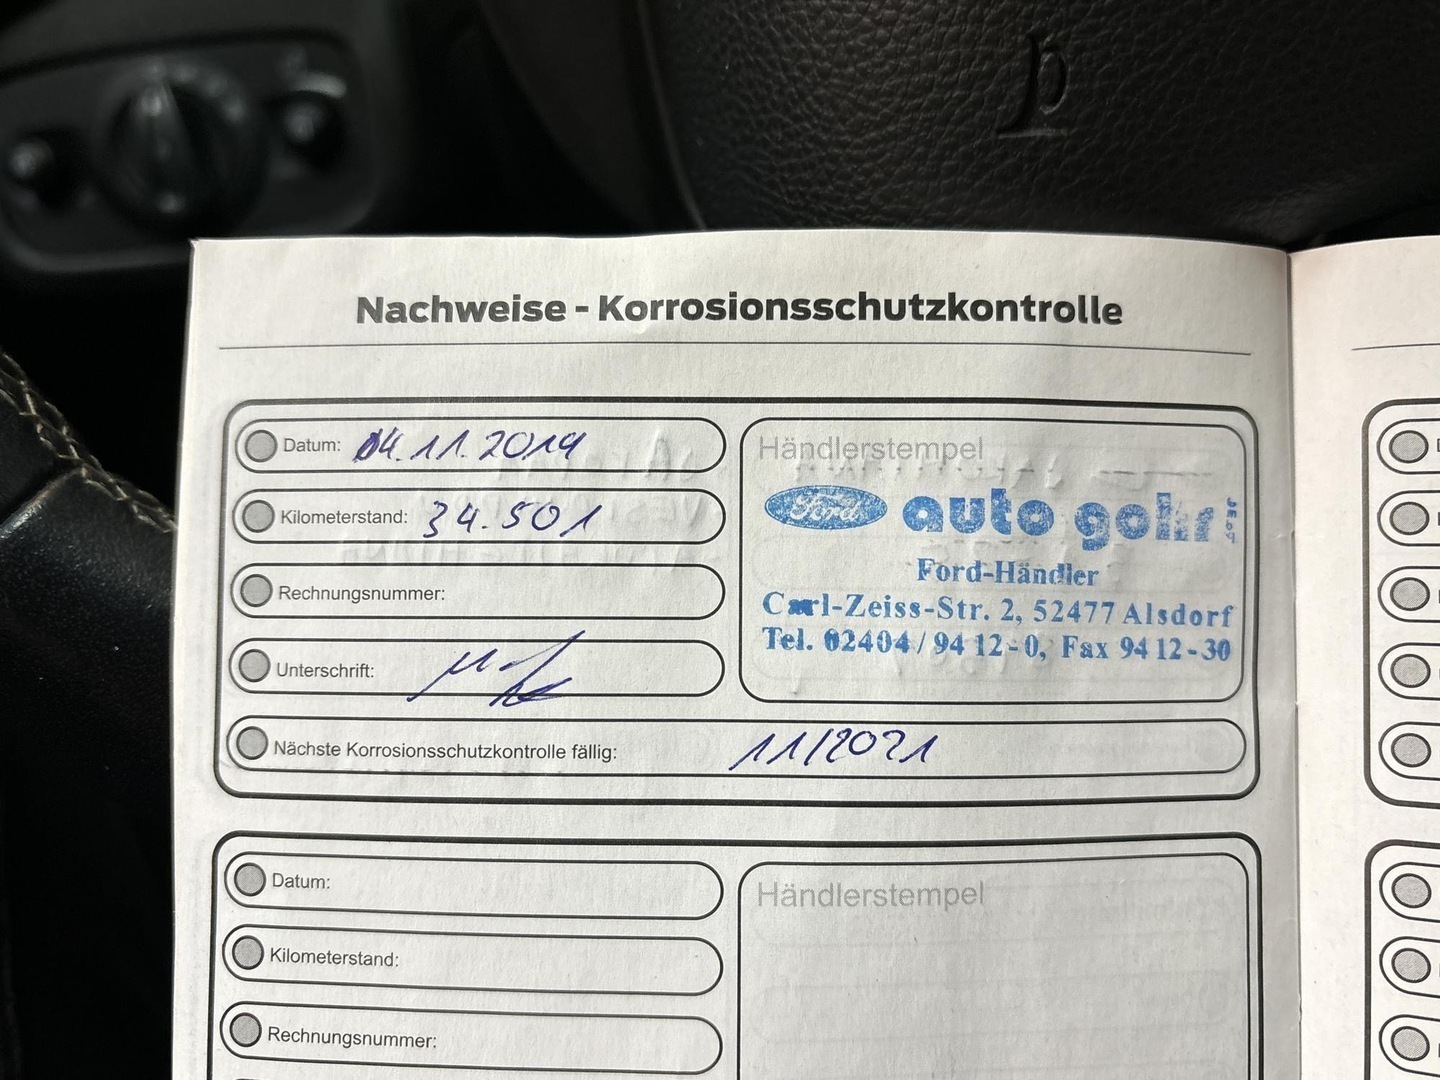 Nachweise - Korrosionsschutzkontrolle
Datum: 04.11.2019
Kilometerstand: 34.501
Rechnungsnummer:
Unterschrift:
Händlerstempel
Ford auto gohr
Ford-Händler
Carl-Zeiss-Str. 2, 52477 Alsdorf
Tel. 02404 / 94 12 - 0, Fax 94 12 - 30
Nächste Korrosionsschutzkontrolle fällig: 11/2021
Datum:
Kilometerstand:
Rechnungsnummer:
Händlerstempel